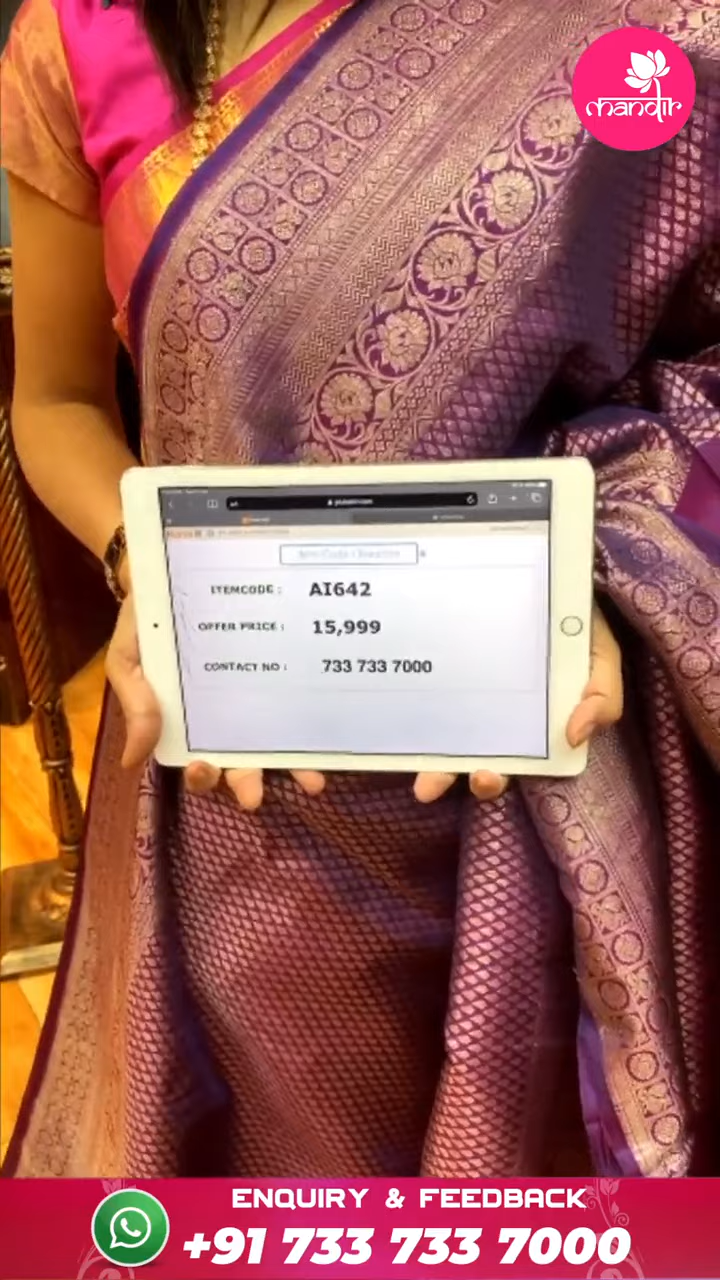 mandir
ITEMCODE : AI642
OFFER PRICE : 15,999
CONTACT NO : 733 733 7000
ENQUIRY & FEEDBACK
+91 733 733 7000